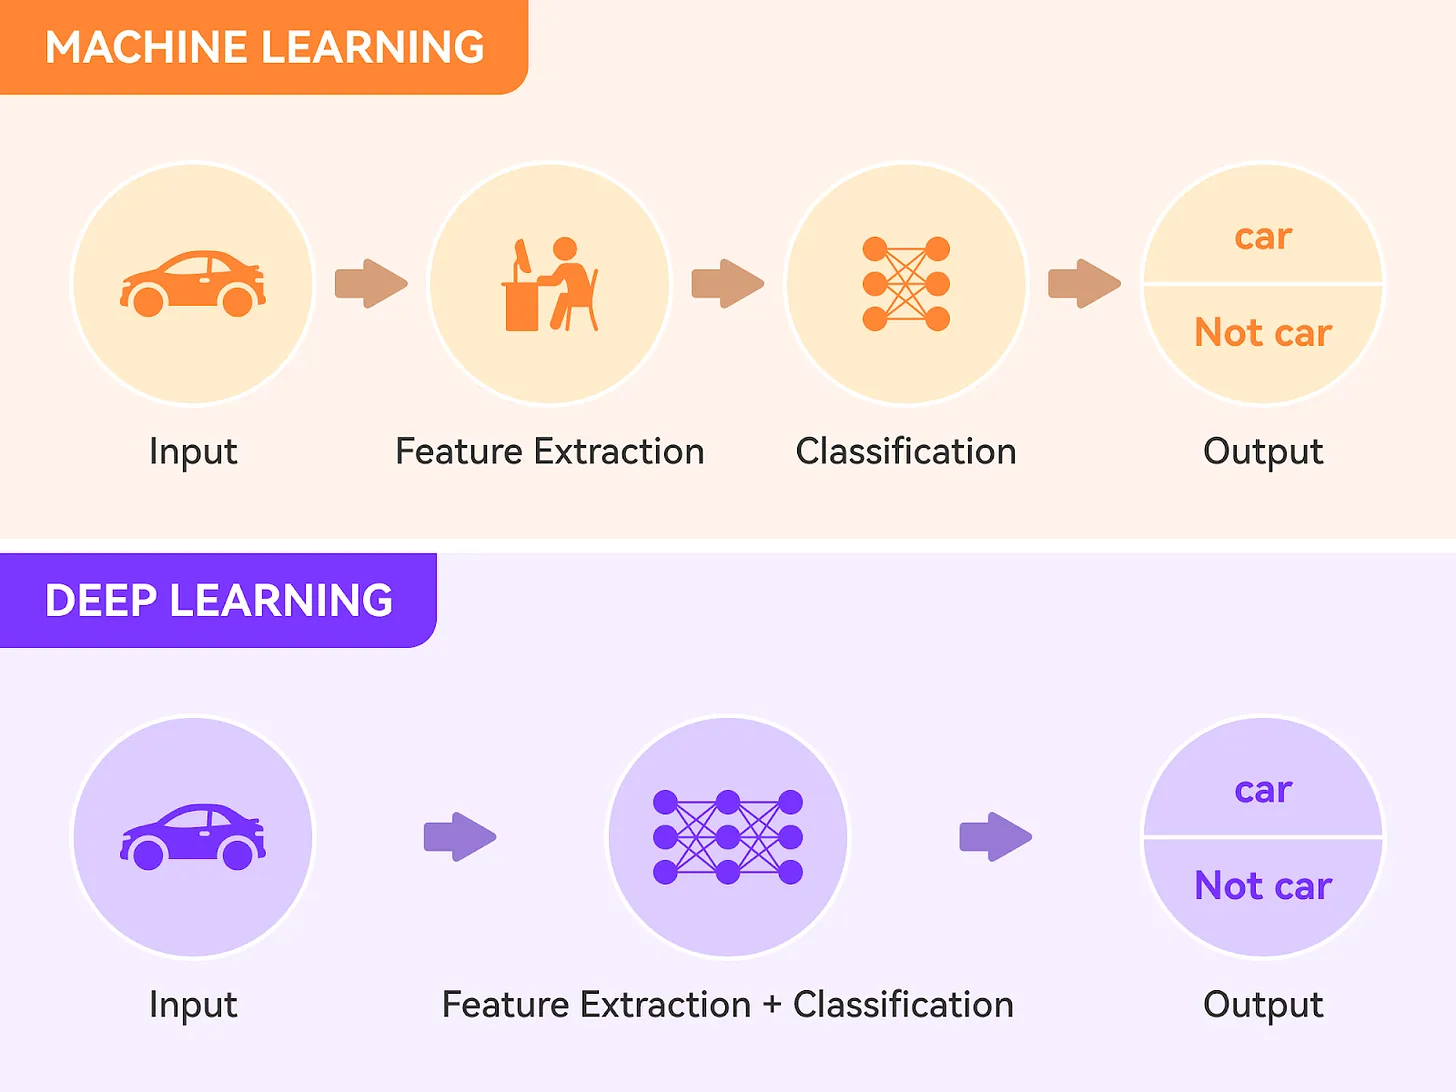 MACHINE LEARNING
car
Not car
Input
Feature Extraction
Classification
Output
DEEP LEARNING
car
Not car
Input
Feature Extraction + Classification
Output